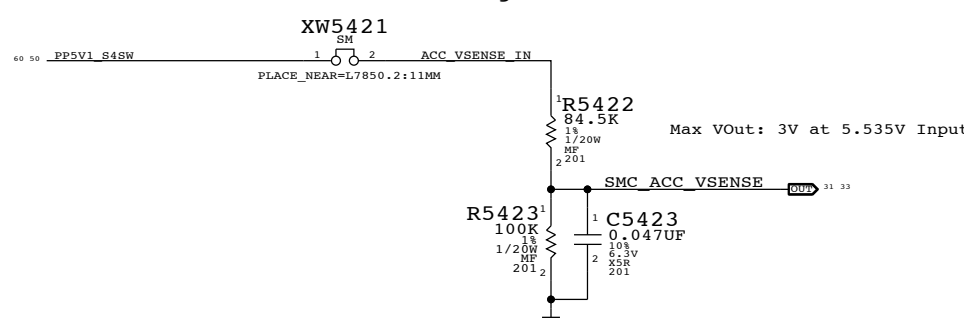 XW5421
SM
60 50 PP5V1_S4SW 1 2 ACC_VSENSE_IN
PLACE_NEAR=L7850.2:11MM
1 R5422
84.5K
1%
1/20W
MF
2 201
Max VOut: 3V at 5.535V Input
SMC_ACC_VSENSE OUT 31 33
R5423 1
100K
1%
1/20W
MF
201 2
1 C5423
0.047UF
10%
6.3V
2 X5R
201